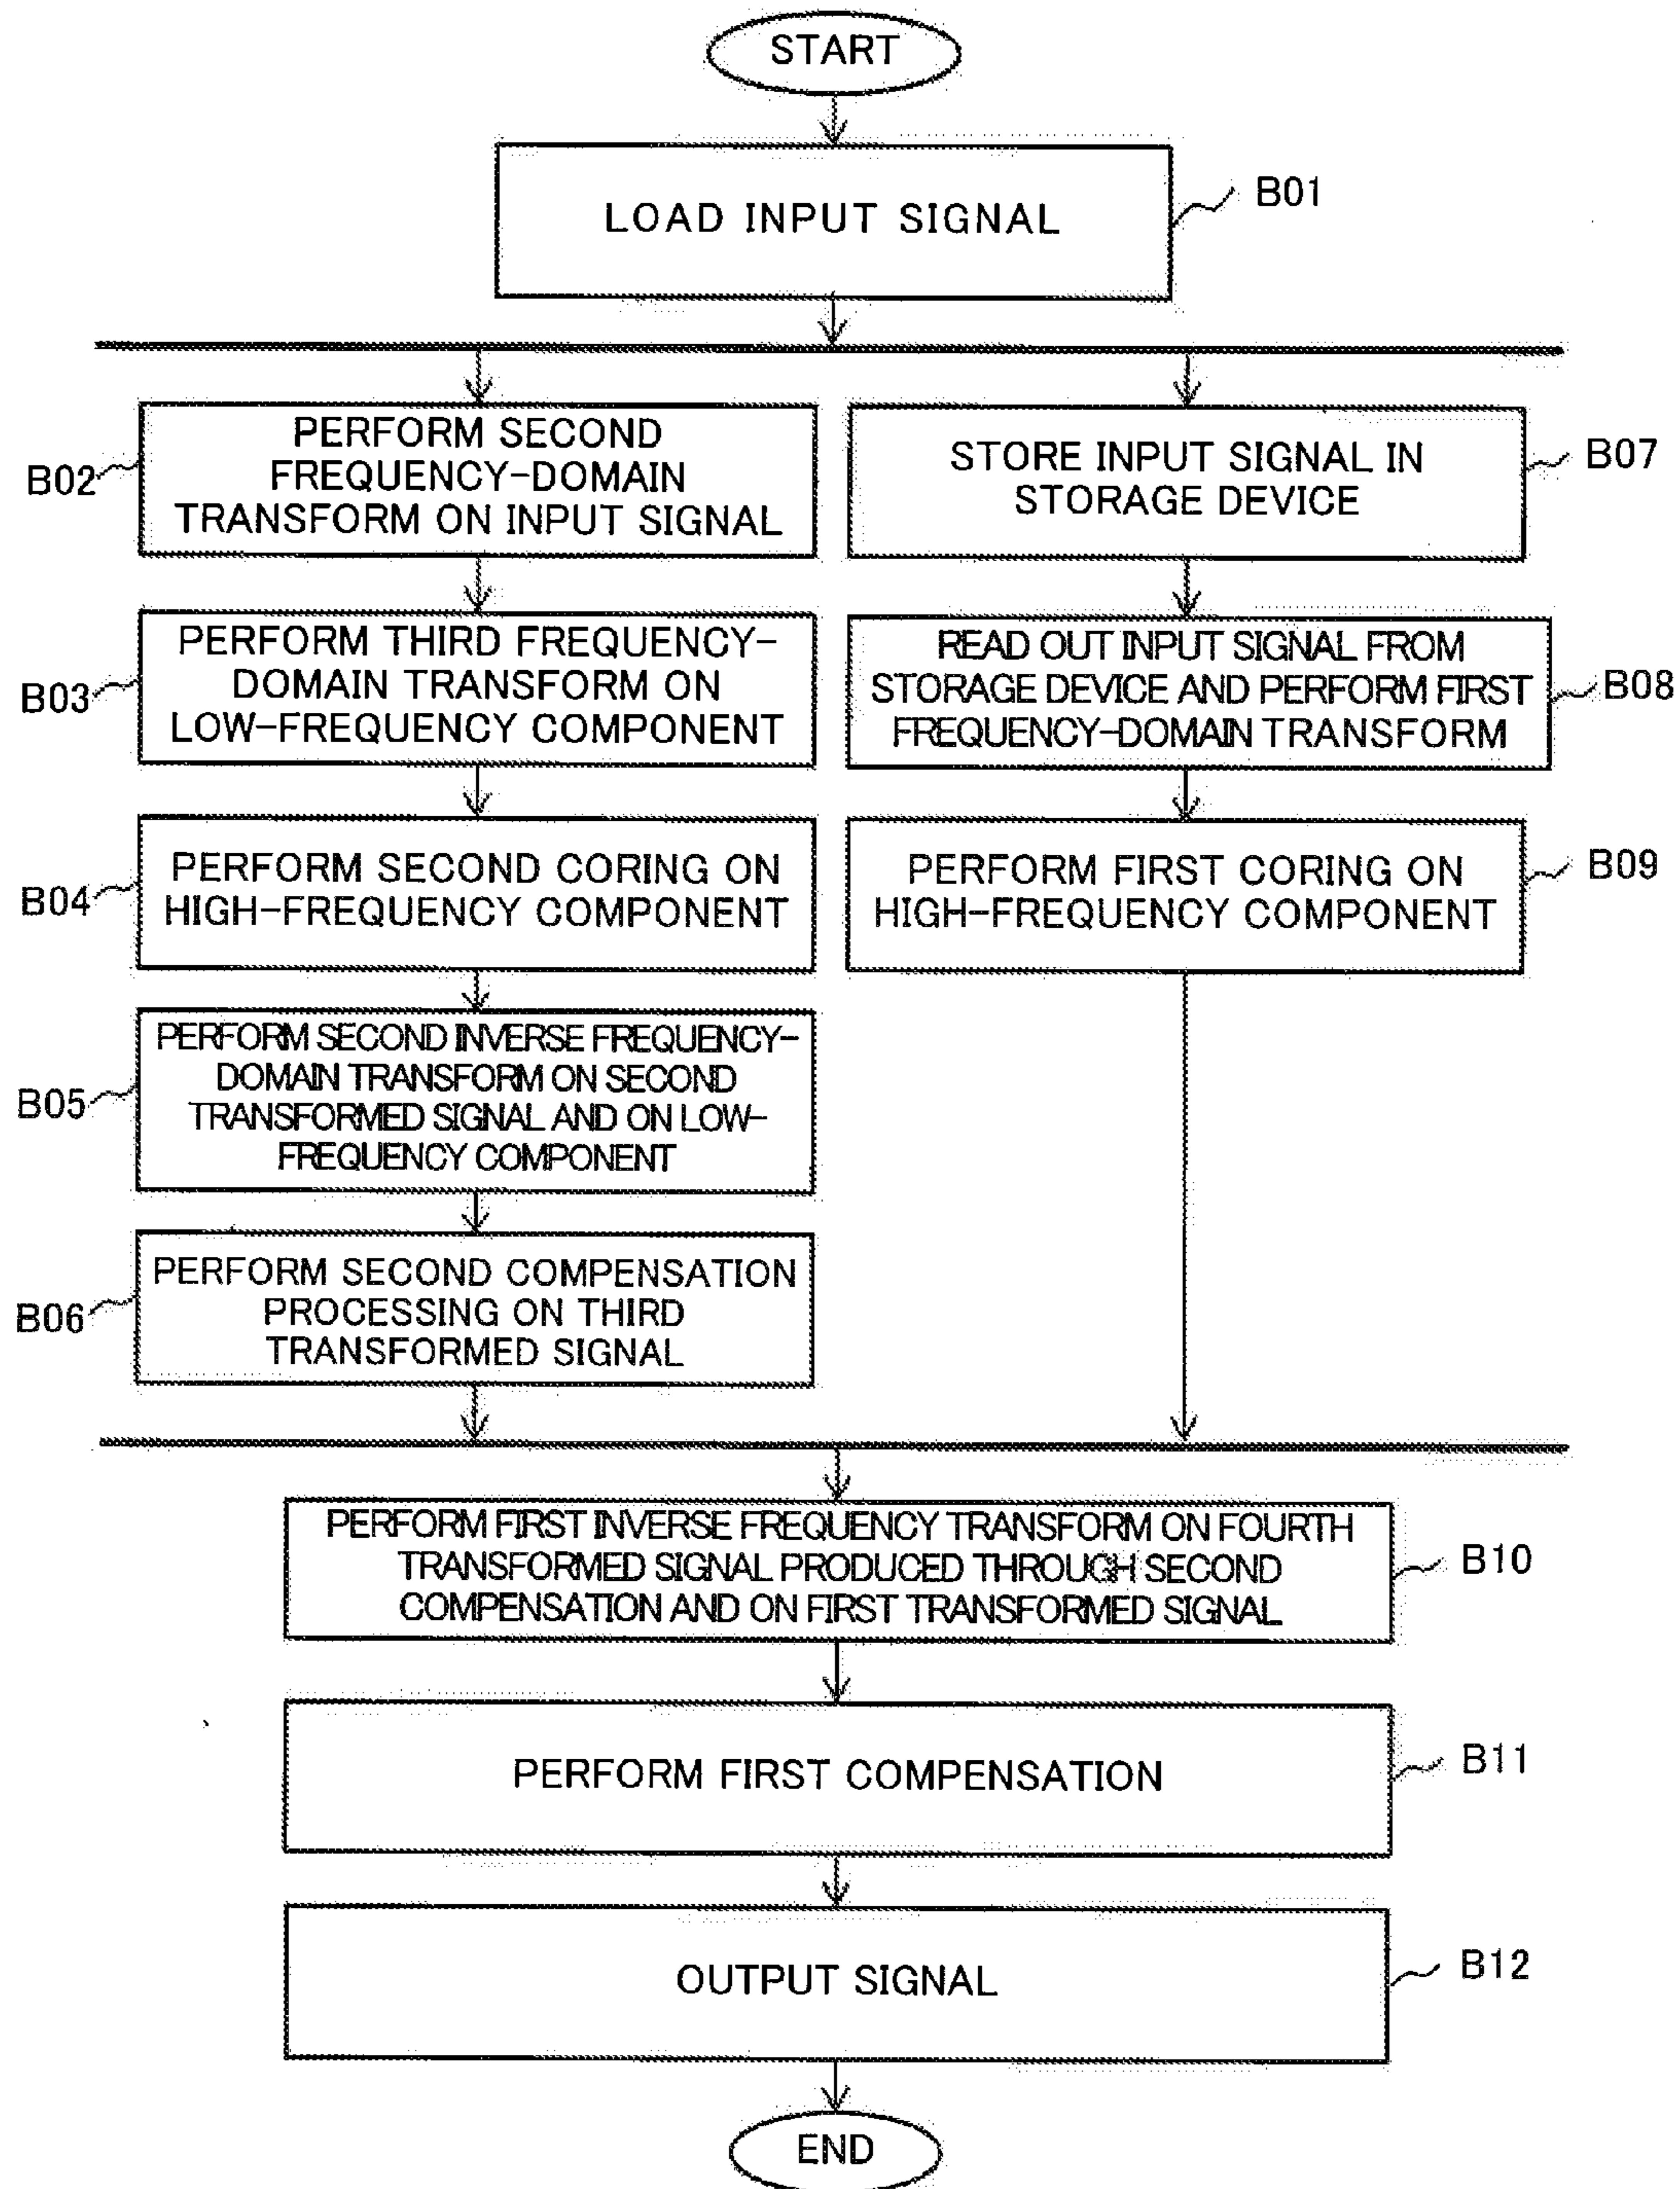 START
LOAD INPUT SIGNAL
B01
PERFORM SECOND
FREQUENCY-DOMAIN
TRANSFORM ON INPUT SIGNAL
B02
PERFORM THIRD FREQUENCY-
DOMAIN TRANSFORM ON
LOW-FREQUENCY COMPONENT
B03
PERFORM SECOND CORING ON
HIGH-FREQUENCY COMPONENT
B04
PERFORM SECOND INVERSE FREQUENCY-
DOMAIN TRANSFORM ON SECOND
TRANSFORMED SIGNAL AND ON LOW-
FREQUENCY COMPONENT
B05
PERFORM SECOND COMPENSATION
PROCESSING ON THIRD
TRANSFORMED SIGNAL
B06
STORE INPUT SIGNAL IN
STORAGE DEVICE
B07
READ OUT INPUT SIGNAL FROM
STORAGE DEVICE AND PERFORM FIRST
FREQUENCY-DOMAIN TRANSFORM
B08
PERFORM FIRST CORING ON
HIGH-FREQUENCY COMPONENT
B09
PERFORM FIRST INVERSE FREQUENCY TRANSFORM ON FOURTH
TRANSFORMED SIGNAL PRODUCED THROUGH SECOND
COMPENSATION AND ON FIRST TRANSFORMED SIGNAL
B10
PERFORM FIRST COMPENSATION
B11
OUTPUT SIGNAL
B12
END